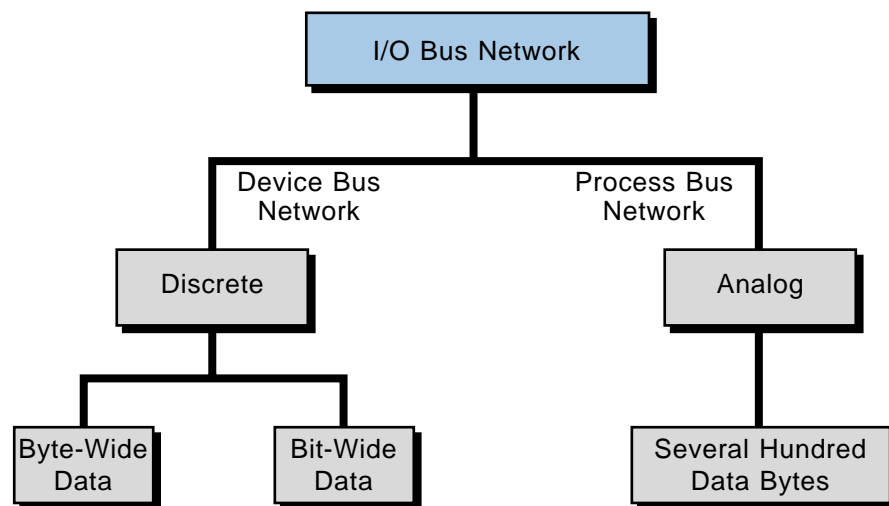 I/O Bus Network
Device Bus
Network
Process Bus
Network
Discrete
Analog
Byte-Wide
Data
Bit-Wide
Data
Several Hundred
Data Bytes